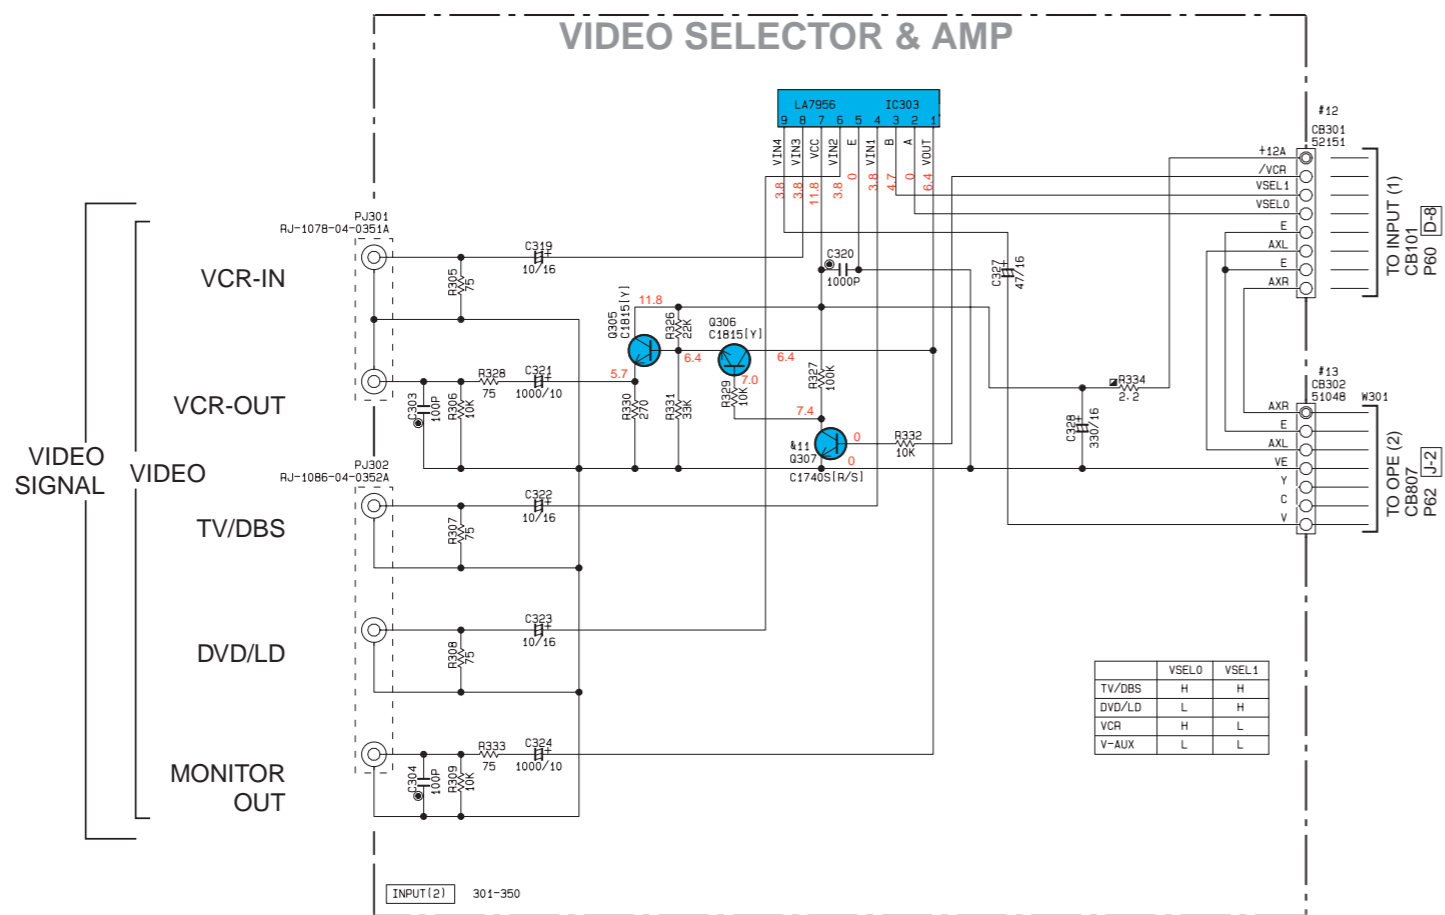 VIDEO SELECTOR & AMP
LA7956 IC303
9 8 7 6 5 4 3 2 1
VIN4
VIN3
VCC
VIN2
E
VIN1
B
A
VOUT
3.8
3.8
11.8
3.8
0
3.8
4.7
0
6.4
#12
CB301
52151
+12A
/VCR
VSEL1
VSEL0
E
AXL
E
AXR
TO INPUT (1)
CB101
P60 D-8
PJ301
RJ-1078-04-0351A
VCR-IN
R305
75
C319
10/16
C320
1000P
C327
47/16
Q305
C1815[Y]
11.8
R326
22K
Q306
C1815[Y]
6.4
6.4
5.7
7.0
R327
100K
R329
10K
7.4
VCR-OUT
C303
100P
R306
10K
R328
75
C321
1000/10
R330
270
R331
33K
&11
Q307
C1740S[R/S]
0
0
R332
10K
C328
330/16
R334
2.2
#13
CB302
51048
W301
AXR
E
AXL
VE
Y
C
V
TO OPE (2)
CB807
P62 J-2
VIDEO
SIGNAL
VIDEO
PJ302
RJ-1086-04-0352A
TV/DBS
R307
75
C322
10/16
DVD/LD
R308
75
C323
10/16
MONITOR
OUT
C304
100P
R309
10K
R333
75
C324
1000/10
VSEL0 VSEL1
TV/DBS H H
DVD/LD L H
VCR H L
V-AUX L L
INPUT(2) 301-350